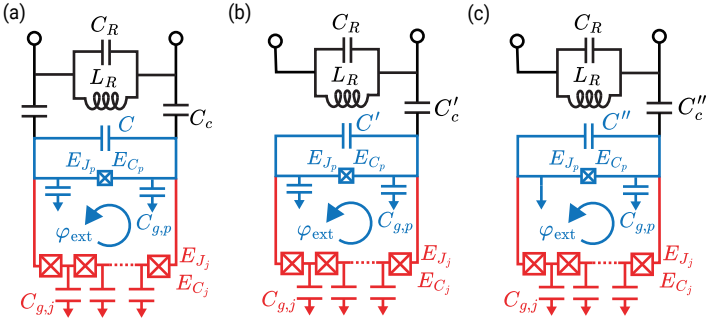 (a)
C_R
L_R
C_c
C
E_{J_p} E_{C_p}
C_{g,p}
φ_ext
E_{J_j}
E_{C_j}
C_{g,j}
(b)
C_R
L_R
C_c′
C′
E_{J_p} E_{C_p}
C_{g,p}
φ_ext
E_{J_j}
E_{C_j}
C_{g,j}
(c)
C_R
L_R
C_c″
C″
E_{J_p} E_{C_p}
C_{g,p}
φ_ext
E_{J_j}
E_{C_j}
C_{g,j}